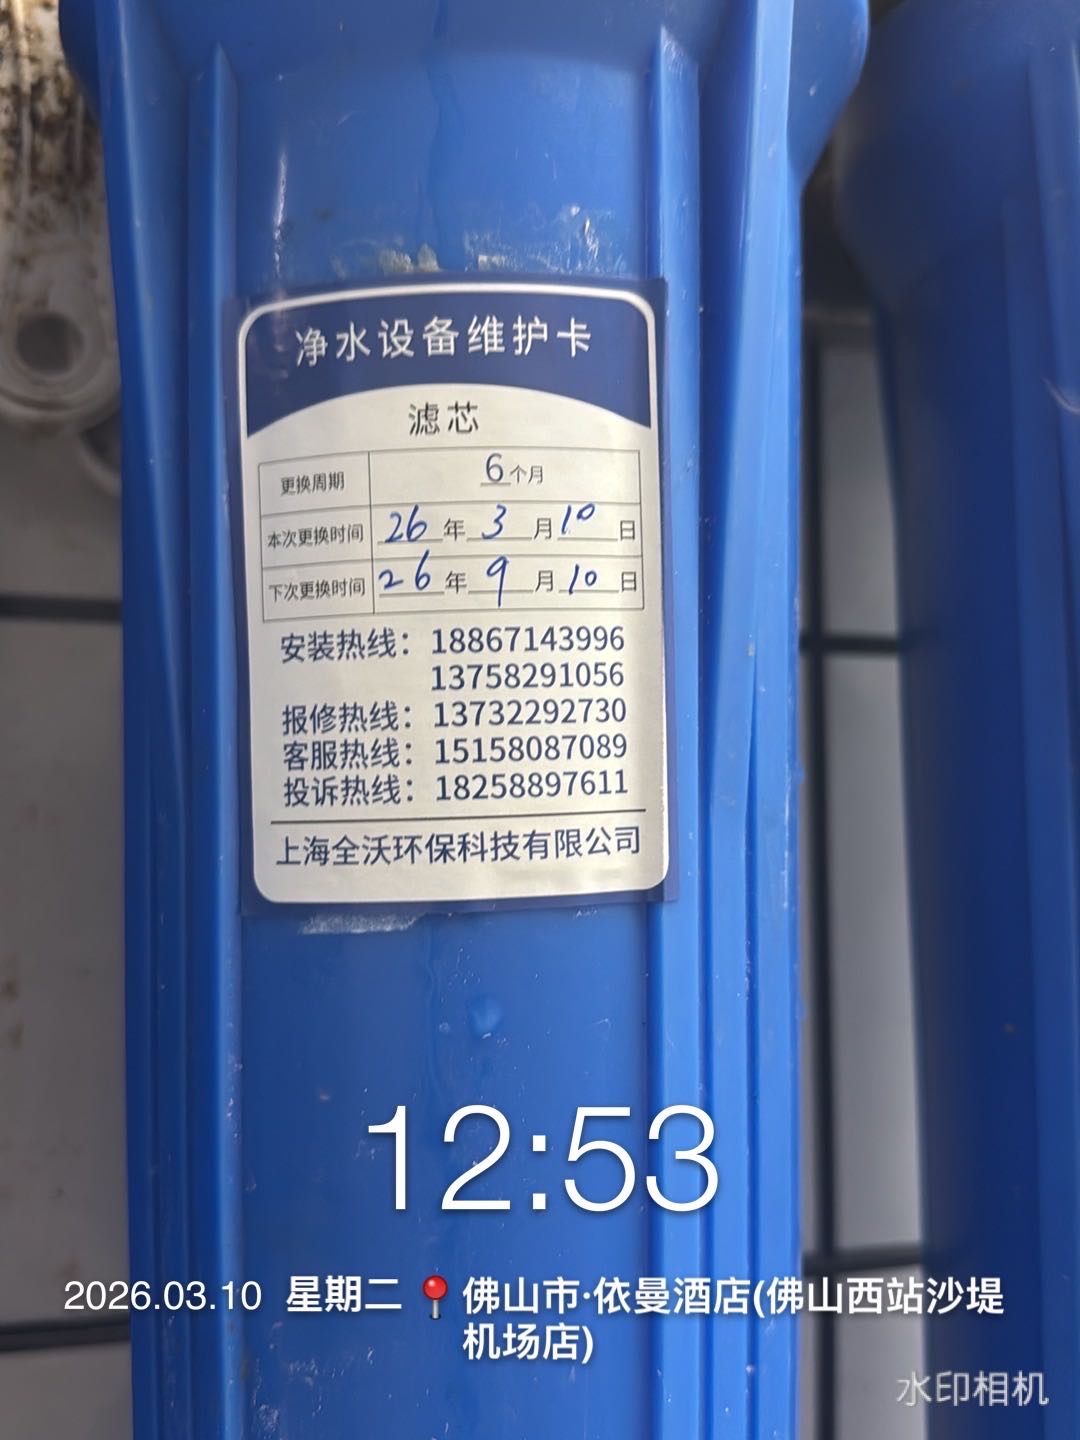 净水设备维护卡
滤芯
更换周期 6个月
本次更换时间 26年3月10日
下次更换时间 26年9月10日
安装热线：18867143996
13758291056
报修热线：13732292730
客服热线：15158087089
投诉热线：18258897611
上海全沃环保科技有限公司
12:53
2026.03.10 星期二 📍佛山市·依曼酒店(佛山西站沙堤
机场店)
水印相机